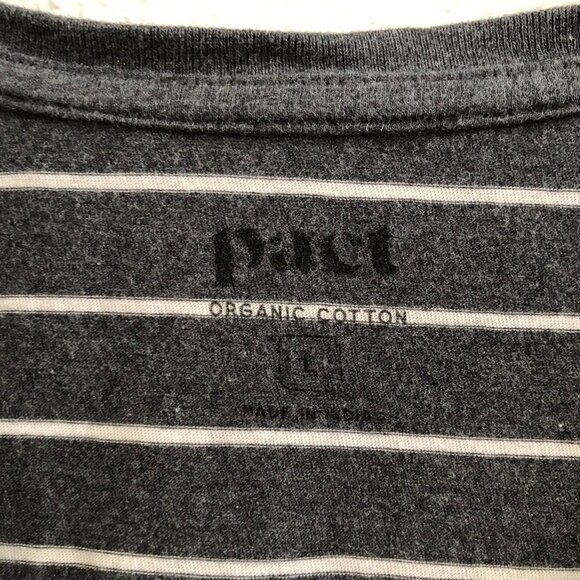 pact
ORGANIC COTTON
L
MADE IN INDIA